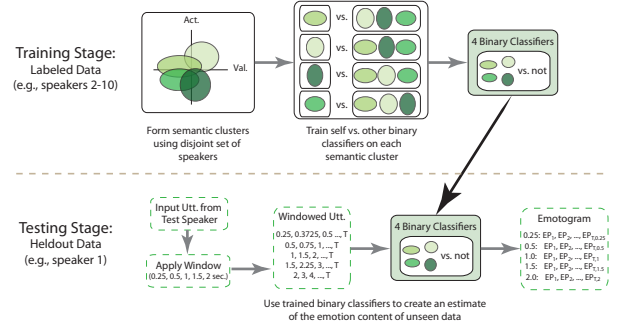 Training Stage:
Labeled Data
(e.g., speakers 2-10)
Act.
Val.
Form semantic clusters
using disjoint set of
speakers
vs.
vs.
vs.
vs.
Train self vs. other binary
classifiers on each
semantic cluster
4 Binary Classifiers
vs. not
Testing Stage:
Heldout Data
(e.g., speaker 1)
Input Utt. from
Test Speaker
Apply Window
(0.25, 0.5, 1, 1.5, 2 sec.)
Windowed Utt.
0.25, 0.3725, 0.5 ..., T
0.5, 0.75, 1, ..., T
1, 1.5, 2, ..., T
1.5, 2.25, 3, ..., T
2, 3, 4, ..., T
4 Binary Classifiers
vs. not
Use trained binary classifiers to create an estimate
of the emotion content of unseen data
Emotogram
0.25: EP1, EP2, ..., EPT,0.25
0.5: EP1, EP2, ..., EPT,0.5
1.0: EP1, EP2, ..., EPT,1
1.5: EP1, EP2, ..., EPT,1.5
2.0: EP1, EP2, ..., EPT,2